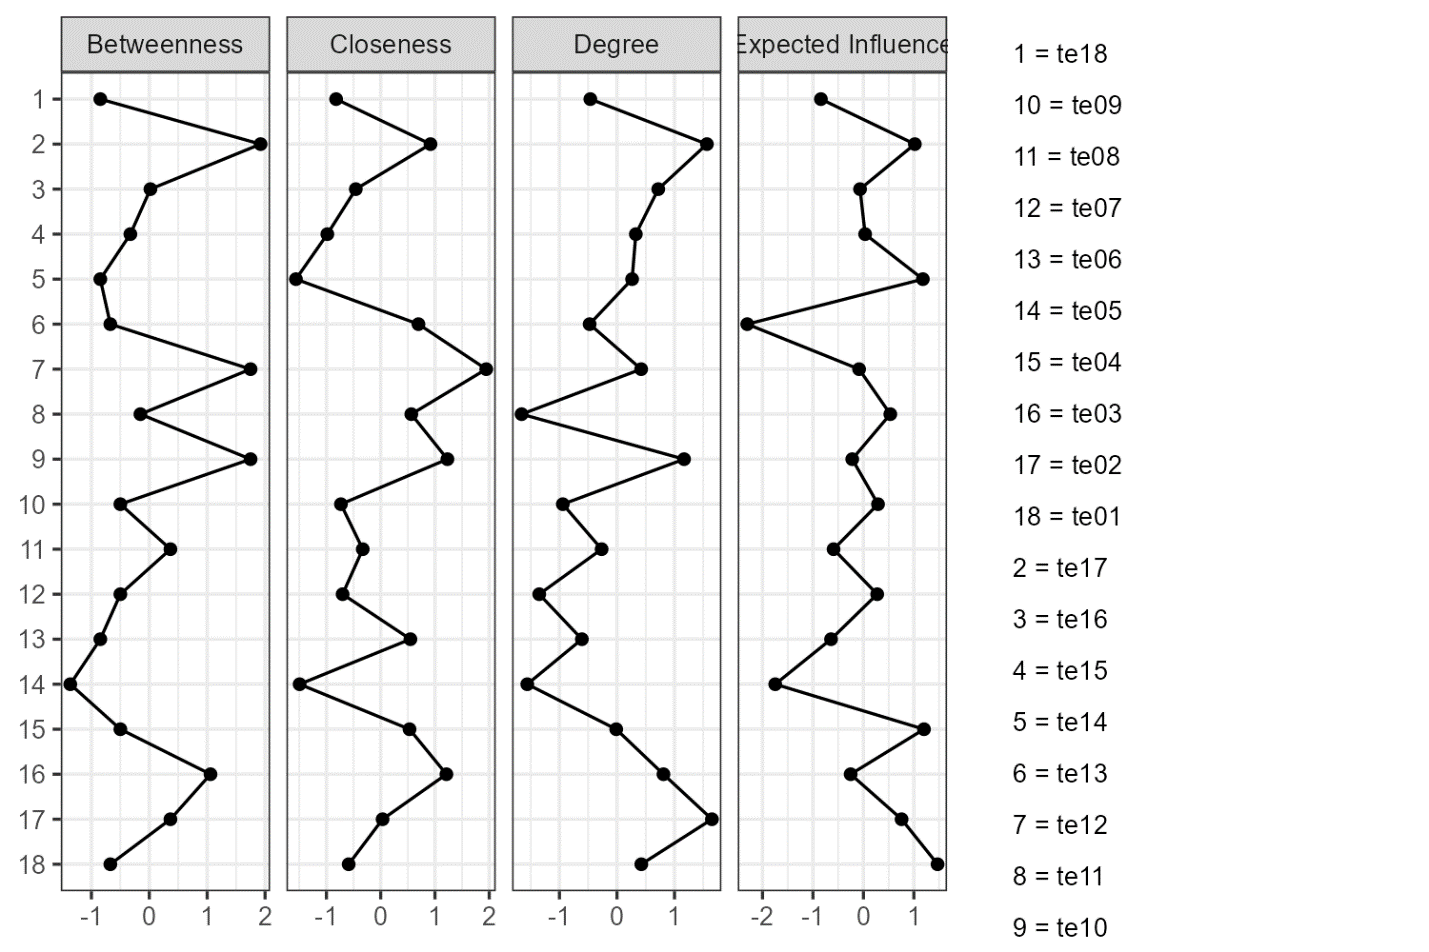 Betweenness
Closeness
Degree
Expected Influence
1
2
3
4
5
6
7
8
9
10
11
12
13
14
15
16
17
18
-1 0 1 2
-1 0 1 2
-1 0 1
-2 -1 0 1
1 = te18
10 = te09
11 = te08
12 = te07
13 = te06
14 = te05
15 = te04
16 = te03
17 = te02
18 = te01
2 = te17
3 = te16
4 = te15
5 = te14
6 = te13
7 = te12
8 = te11
9 = te10